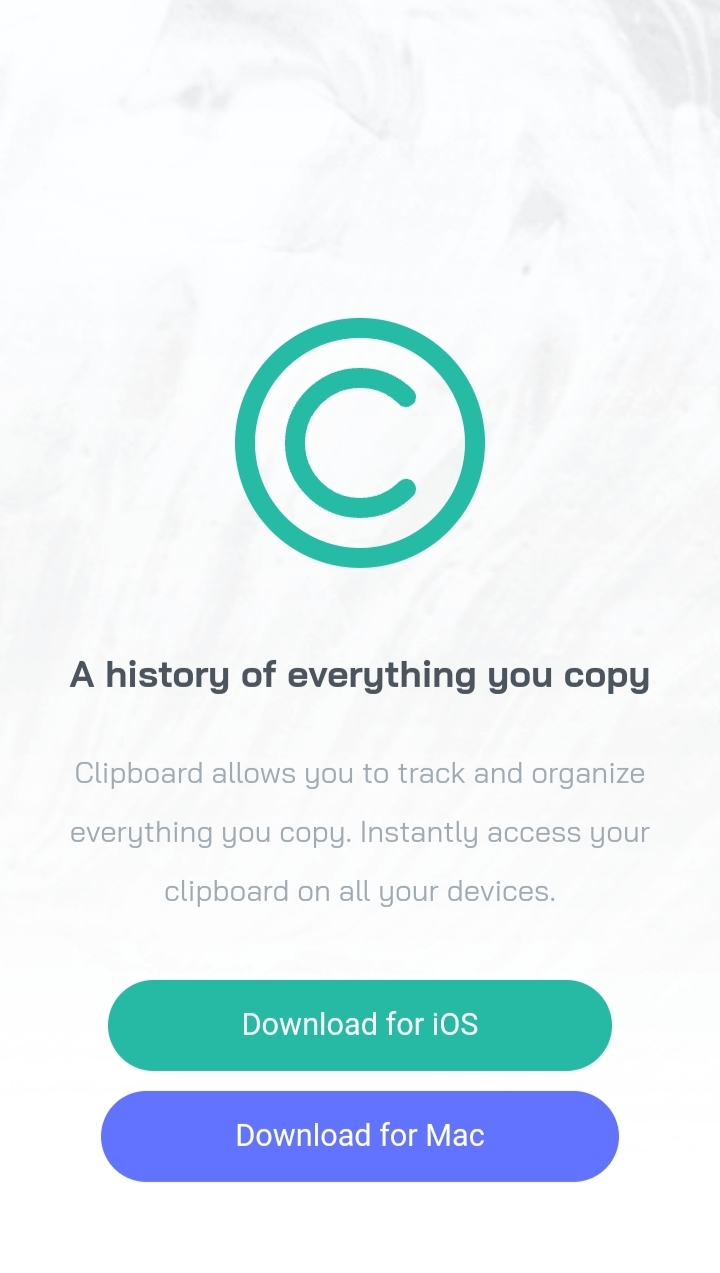 A history of everything you copy
Clipboard allows you to track and organize
everything you copy. Instantly access your
clipboard on all your devices.
Download for iOS
Download for Mac